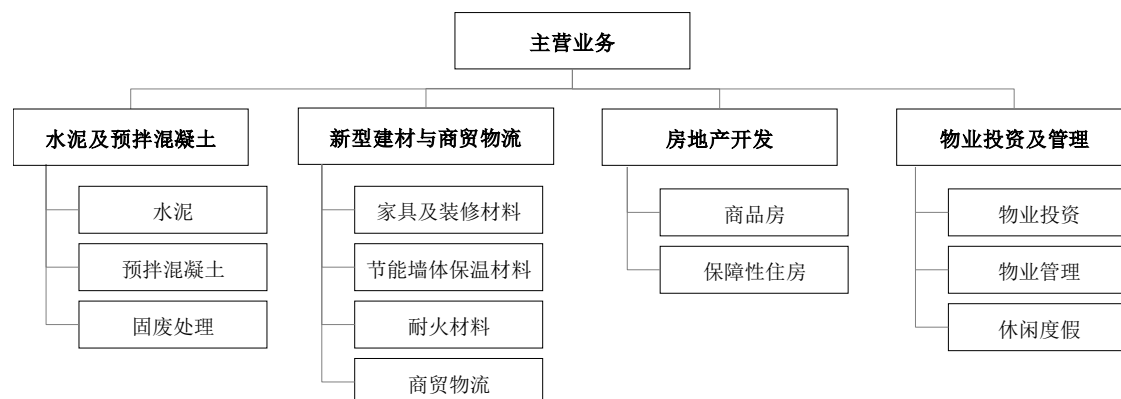 主营业务
水泥及预拌混凝土
新型建材与商贸物流
房地产开发
物业投资及管理
水泥
预拌混凝土
固废处理
家具及装修材料
节能墙体保温材料
耐火材料
商贸物流
商品房
保障性住房
物业投资
物业管理
休闲度假